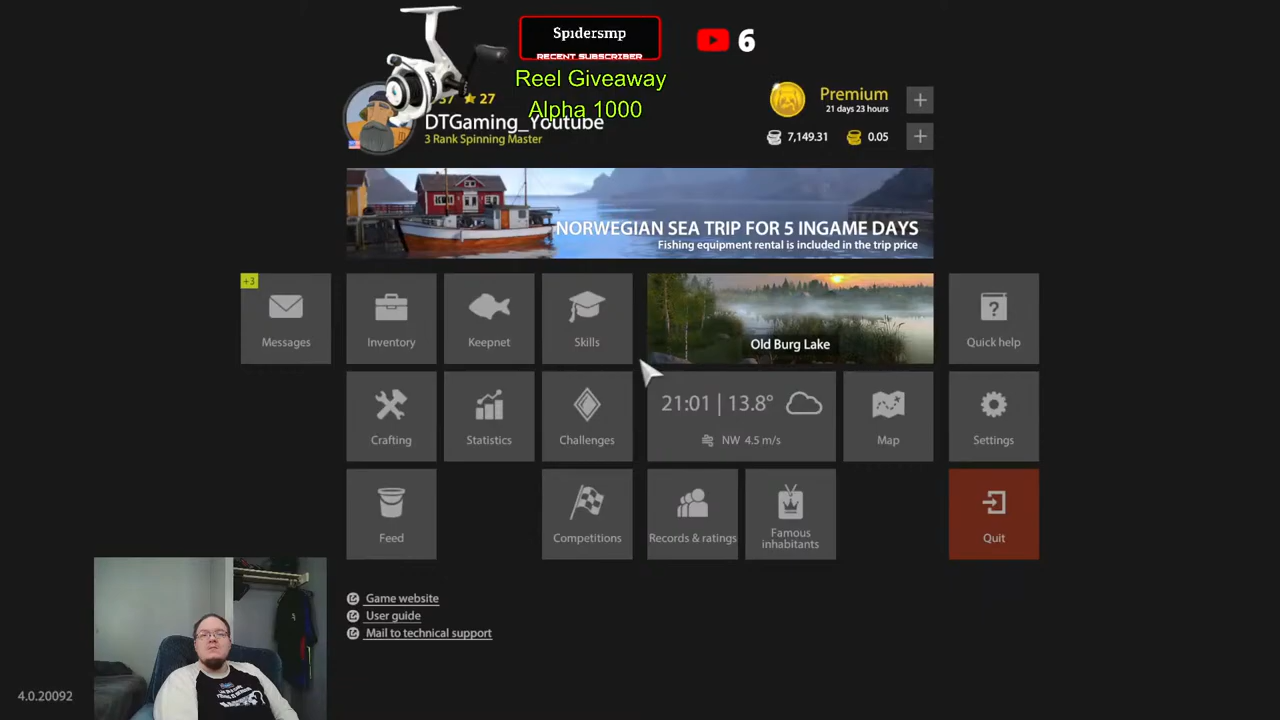 Spidersmp
RECENT SUBSCRIBER
6
Reel Giveaway
Alpha 1000
37 27
DTGaming_Youtube
3 Rank Spinning Master
Premium
21 days 23 hours
7,149.31 0.05
NORWEGIAN SEA TRIP FOR 5 INGAME DAYS
Fishing equipment rental is included in the trip price
+3
Messages
Inventory
Keepnet
Skills
Old Burg Lake
Quick help
Crafting
Statistics
Challenges
21:01 | 13.8°
NW 4.5 m/s
Map
Settings
Feed
Competitions
Records & ratings
Famous
inhabitants
Quit
Game website
User guide
Mail to technical support
4.0.20092